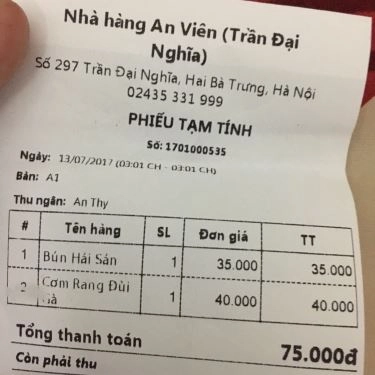 Nhà hàng An Viên (Trần Đại
Nghĩa)
Số 297 Trần Đại Nghĩa, Hai Bà Trưng, Hà Nội
02435 331 999
PHIẾU TẠM TÍNH
Số: 1701000535
Ngày: 13/07/2017 (03:01 CH - 03:01 CH)
Bàn: A1
Thu ngân: An Thy
# Tên hàng SL Đơn giá TT
1 Bún Hải Sản 1 35.000 35.000
2 Cơm Rang Đùi
Gà 1 40.000 40.000
Tổng thanh toán 75.000đ
Còn phải thu